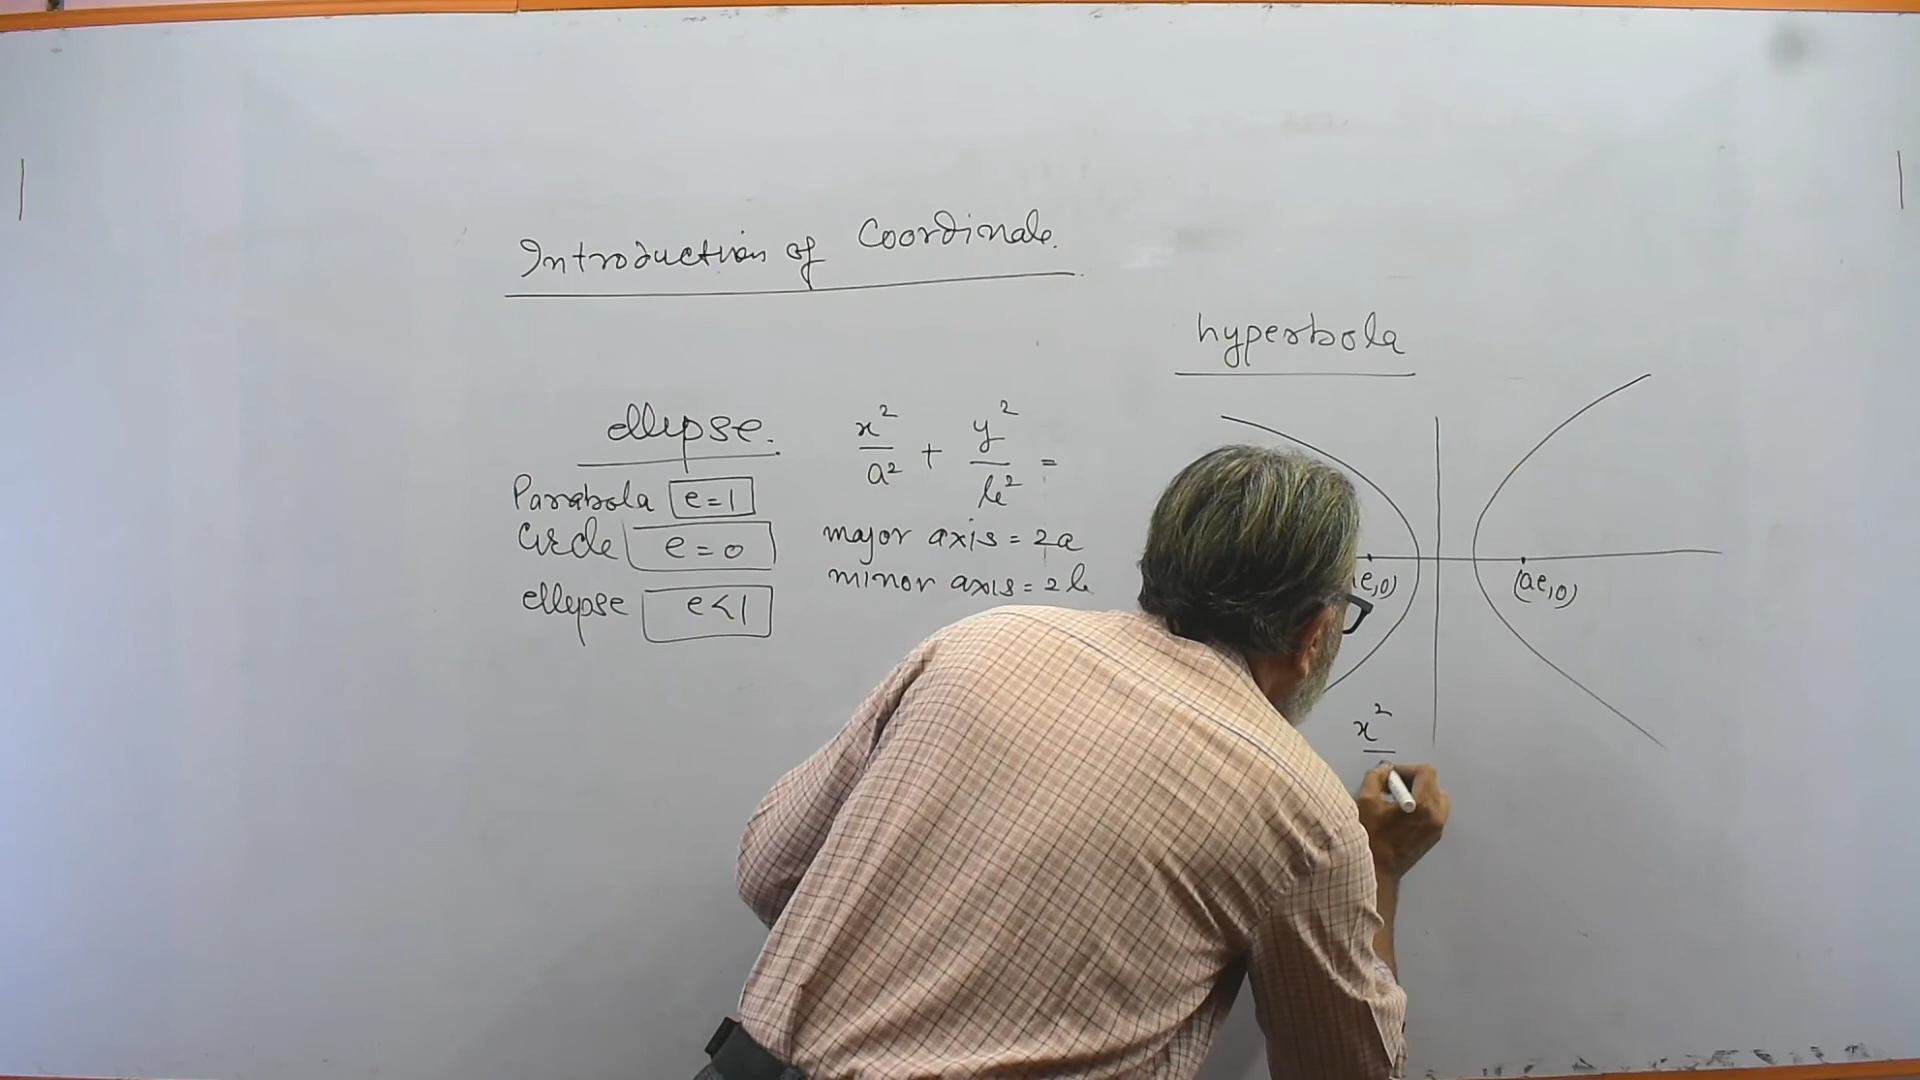 Introduction of Coordinate.
hyperbola
ellipse.
x²/a² + y²/b² =
Parabola e=1
Circle e=0
ellepse e<1
major axis = 2a
minor axis = 2b
e,0)
(ae,0)
x²